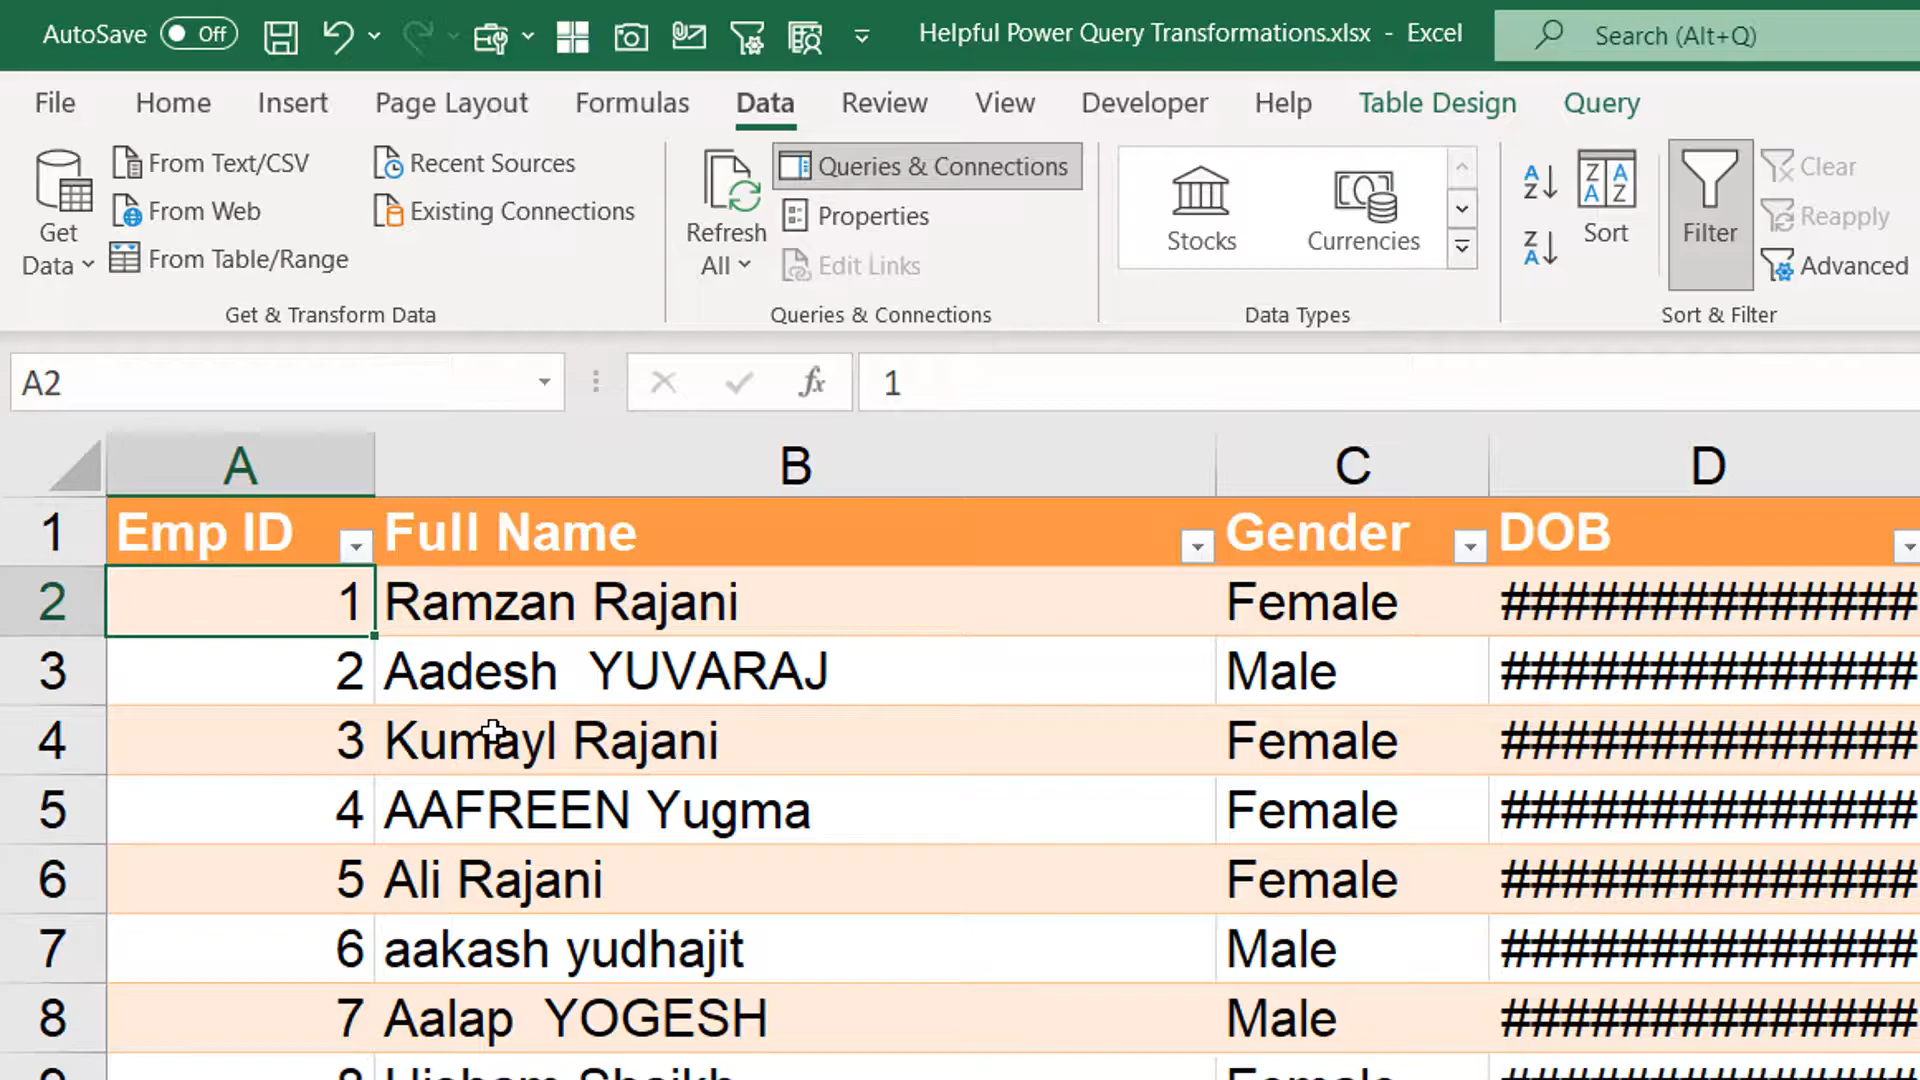 AutoSave Off Helpful Power Query Transformations.xlsx - Excel Search (Alt+Q)
File Home Insert Page Layout Formulas Data Review View Developer Help Table Design Query
Get Data
From Text/CSV
From Web
From Table/Range
Recent Sources
Existing Connections
Get & Transform Data
Refresh All
Queries & Connections
Properties
Edit Links
Queries & Connections
Stocks Currencies
Data Types
Sort
Filter
Clear
Reapply
Advanced
Sort & Filter
A2 fx 1
A B C D
1 Emp ID Full Name Gender DOB
2 1 Ramzan Rajani Female ##############
3 2 Aadesh  YUVARAJ Male ##############
4 3 Kumayl Rajani Female ##############
5 4 AAFREEN Yugma Female ##############
6 5 Ali Rajani Female ##############
7 6 aakash yudhajit Male ##############
8 7 Aalap  YOGESH Male ##############